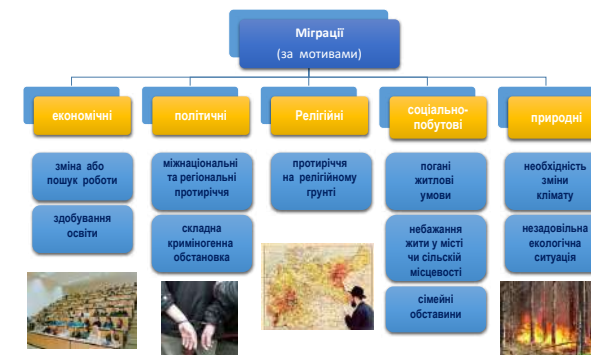 Міграції
(за мотивами)
економічні
політичні
Релігійні
соціально-
побутові
природні
зміна або
пошук роботи
здобування
освіти
міжнаціональні
та регіональні
протиріччя
складна
криміногенна
обстановка
протиріччя
на релігійному
грунті
погані
житлові
умови
небажання
жити у місті
чи сільскій
місцевості
сімейні
обставини
необхідність
зміни
клімату
незадовільна
екологічна
ситуація